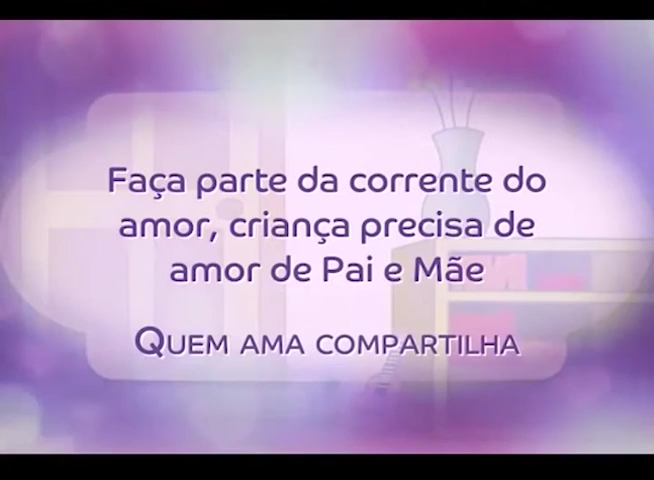 Faça parte da corrente do
amor, criança precisa de
amor de Pai e Mãe
QUEM AMA COMPARTILHA